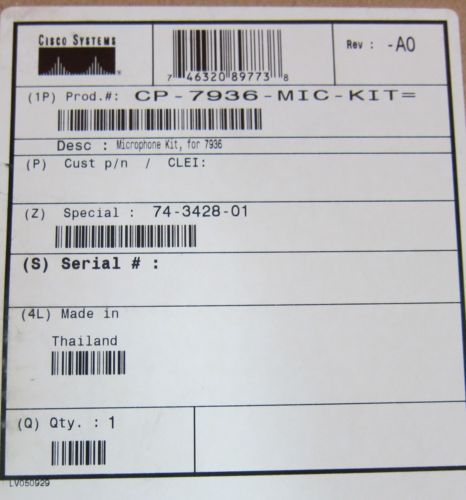 CISCO SYSTEMS
7 46320 89773 8
Rev : -A0
(1P) Prod.#: CP-7936-MIC-KIT=
Desc : Microphone Kit, for 7936
(P) Cust p/n / CLEI:
(Z) Special : 74-3428-01
(S) Serial # :
(4L) Made in
Thailand
(Q) Qty. : 1
LV050929